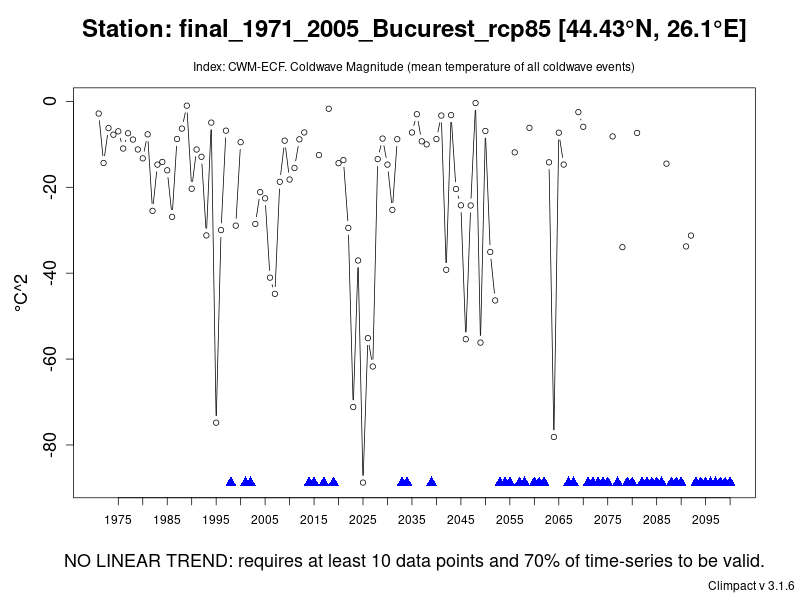 Station: final_1971_2005_Bucurest_rcp85 [44.43°N, 26.1°E]
Index: CWM-ECF. Coldwave Magnitude (mean temperature of all coldwave events)
0
-20
-40
-60
-80
°C^2
1975 1985 1995 2005 2015 2025 2035 2045 2055 2065 2075 2085 2095
NO LINEAR TREND: requires at least 10 data points and 70% of time-series to be valid.
Climpact v 3.1.6